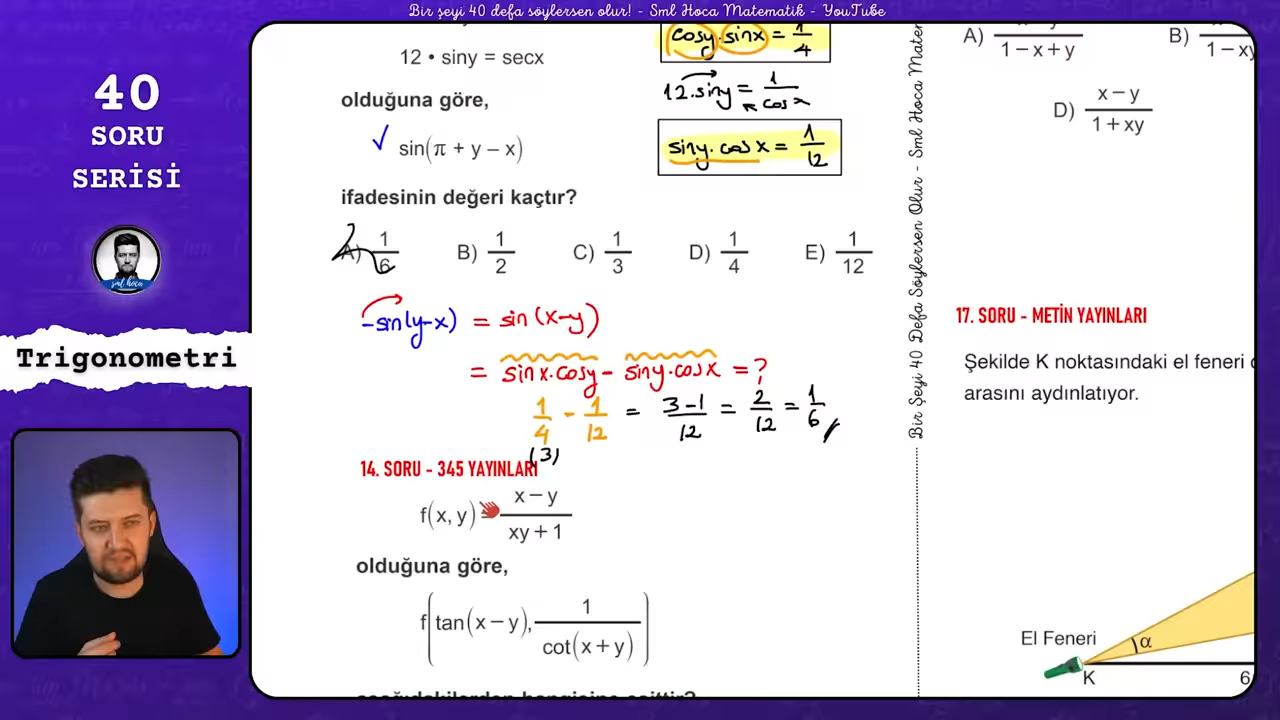 Bir şeyi 40 defa söylersen olur! - Sml Hoca Matematik - YouTube
40
SORU
SERİSİ
sml hoca
Trigonometri
12 • siny = secx
olduğuna göre,
sin(π + y – x)
ifadesinin değeri kaçtır?
A) 1/6 B) 1/2 C) 1/3 D) 1/4 E) 1/12
cosy.sinx = 1/4
12.siny = 1/cosx
siny.cosx = 1/12
-sin(y-x) = sin(x-y)
= sinx.cosy - siny.cosx = ?
1/4 - 1/12 = 3-1/12 = 2/12 = 1/6
(3)
14. SORU - 345 YAYINLARI
f(x, y) = x – y / xy + 1
olduğuna göre,
f(tan(x – y), 1/cot(x + y))
aşağıdakilerden hangisine eşittir?
Bir Şeyi 40 Defa Söylersen Olur - Sml Hoca
A) 1 – x + y B) 1 – xy
D) x – y / 1 + xy
17. SORU - METİN YAYINLARI
Şekilde K noktasındaki el feneri
arasını aydınlatıyor.
El Feneri
α
K
6